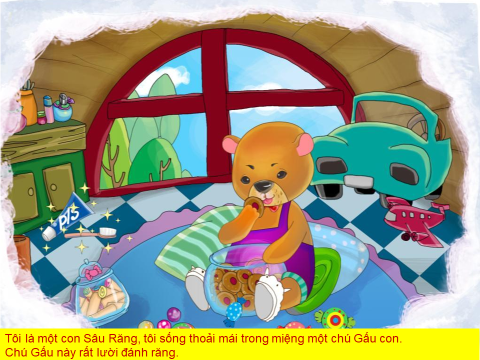 P/S
Tôi là một con Sâu Răng, tôi sống thoải mái trong miệng một chú Gấu con.
Chú Gấu này rất lười đánh răng.